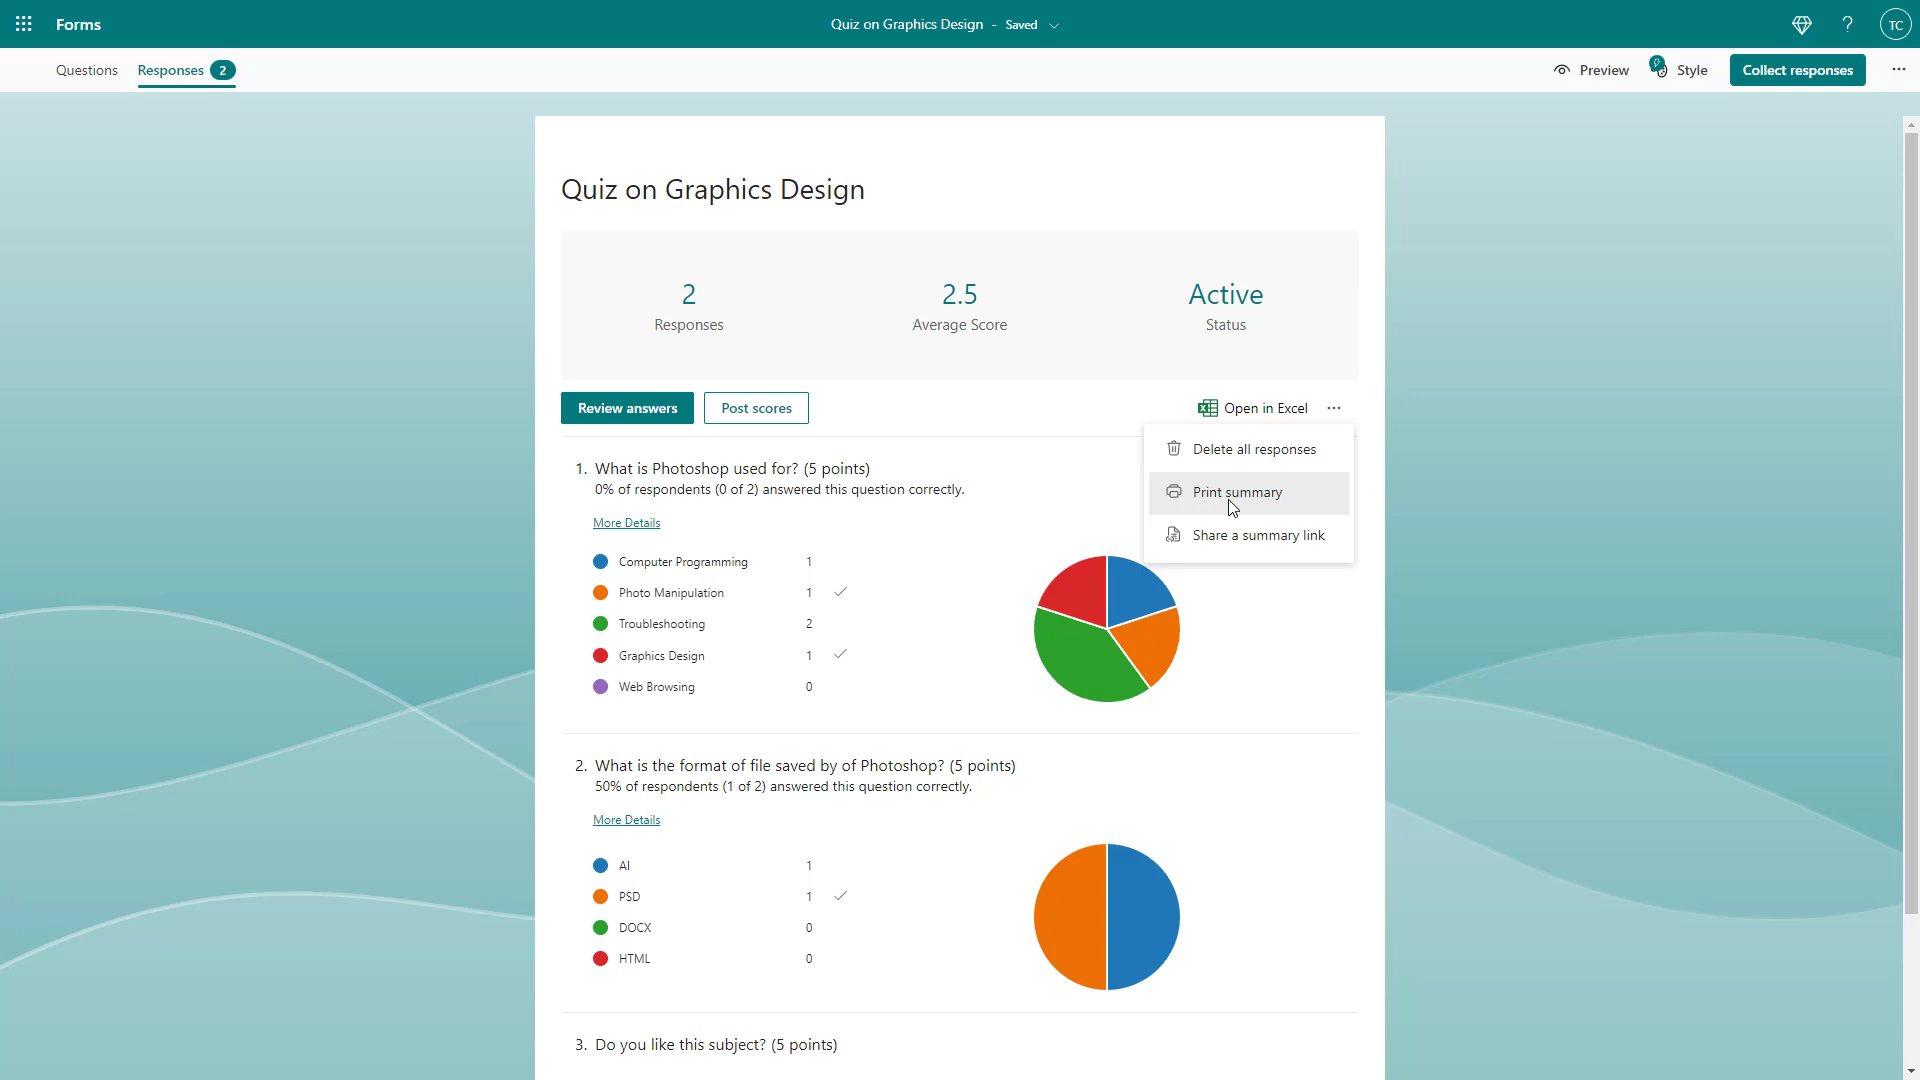 Forms
Quiz on Graphics Design - Saved
?
TC
Questions
Responses 2
Preview
Style
Collect responses
...
Quiz on Graphics Design
2
Responses
2.5
Average Score
Active
Status
Review answers
Post scores
Open in Excel
...
Delete all responses
Print summary
Share a summary link
1. What is Photoshop used for? (5 points)
0% of respondents (0 of 2) answered this question correctly.
More Details
Computer Programming 1
Photo Manipulation 1
Troubleshooting 2
Graphics Design 1
Web Browsing 0
2. What is the format of file saved by of Photoshop? (5 points)
50% of respondents (1 of 2) answered this question correctly.
More Details
AI 1
PSD 1
DOCX 0
HTML 0
3. Do you like this subject? (5 points)